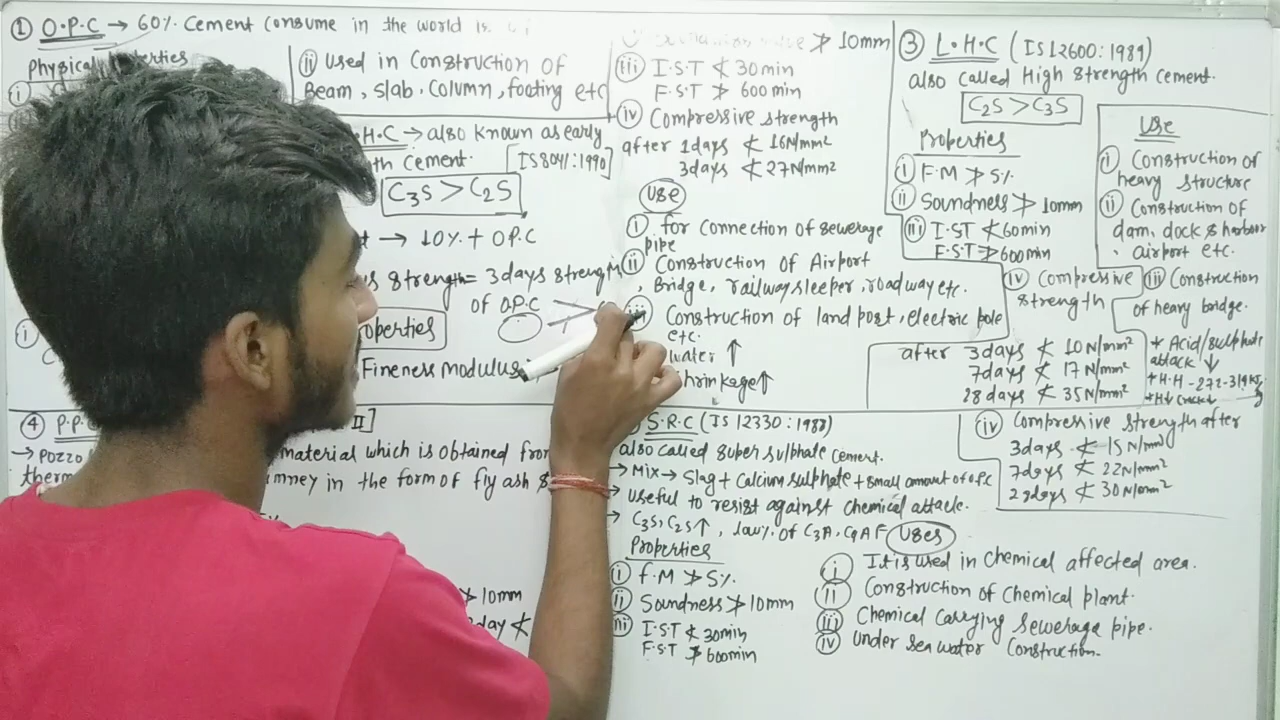 ① O.P.C → 60% Cement Consume in the world is
Physical Properties
ⓘ
ⓘⓘ Used in Construction of
Beam, Slab, Column, footing etc
H.C → also known as early
th Cement. [IS 8041:1990]
C₃S > C₂S
→ 10% + O.P.C
s strength = 3 days strength
of O.P.C
operties
ⓘ
Fineness modulus
≯ 10mm
ⓘⓘⓘ I.S.T ≮ 30 min
F.S.T ≯ 600 min
ⓘⓥ Compressive strength
after 1days ≮ 16N/mm²
3days ≮ 27N/mm²
Use
ⓘ for Connection of sewerage
pipe
ⓘⓘ Construction of Airport
, Bridge, railway sleeper, roadway etc.
ⓘⓘⓘ Construction of land post, electric pole
etc.
water ↑
hrinkage↑
③ L.H.C (IS 12600:1989)
also called High strength cement.
C₂S > C₃S
Properties
ⓘ F.M ≯ 5%
ⓘⓘ Soundness ≯ 10mm
ⓘⓘⓘ I.S.T ≮ 60min
F.S.T ≯ 600min
ⓘⓥ Compressive
strength
after 3days ≮ 10N/mm²
7days ≮ 17N/mm²
28days ≮ 35N/mm²
Use
ⓘ Construction of
heavy structure
ⓘⓘ Construction of
dam, dock & harboor
, airport etc.
ⓘⓘⓘ Construction
of heavy bridge.
* Acid/sulphate
attack ↓
* H.H - 272-314
④ P.P.
II]
→ Pozzo material which is obtained from
therm mney in the form of fly ash &
≯ 10mm
day ≮
S.R.C (IS 12330:1988)
also called super sulphate cement.
→ Mix → Slag + Calcium sulphate + small amount of o.p.c
→ useful to resist against chemical attack.
→ C₃S, C₂S↑, low% of C₃A, C₄AF
Properties
ⓘ F.M ≯ 5%.
ⓘⓘ Soundness ≯ 10mm
ⓘⓘⓘ I.S.T ≮ 30min
F.S.T ≯ 600min
ⓘⓥ Compressive strength after
3days ≮ 15N/mm²
7days ≮ 22N/mm²
28days ≮ 30N/mm²
Uses
ⓘ It is used in Chemical affected area.
ⓘⓘ Construction of Chemical plant.
ⓘⓘⓘ Chemical Carrying Sewerage pipe.
ⓘⓥ Under sea water Construction.